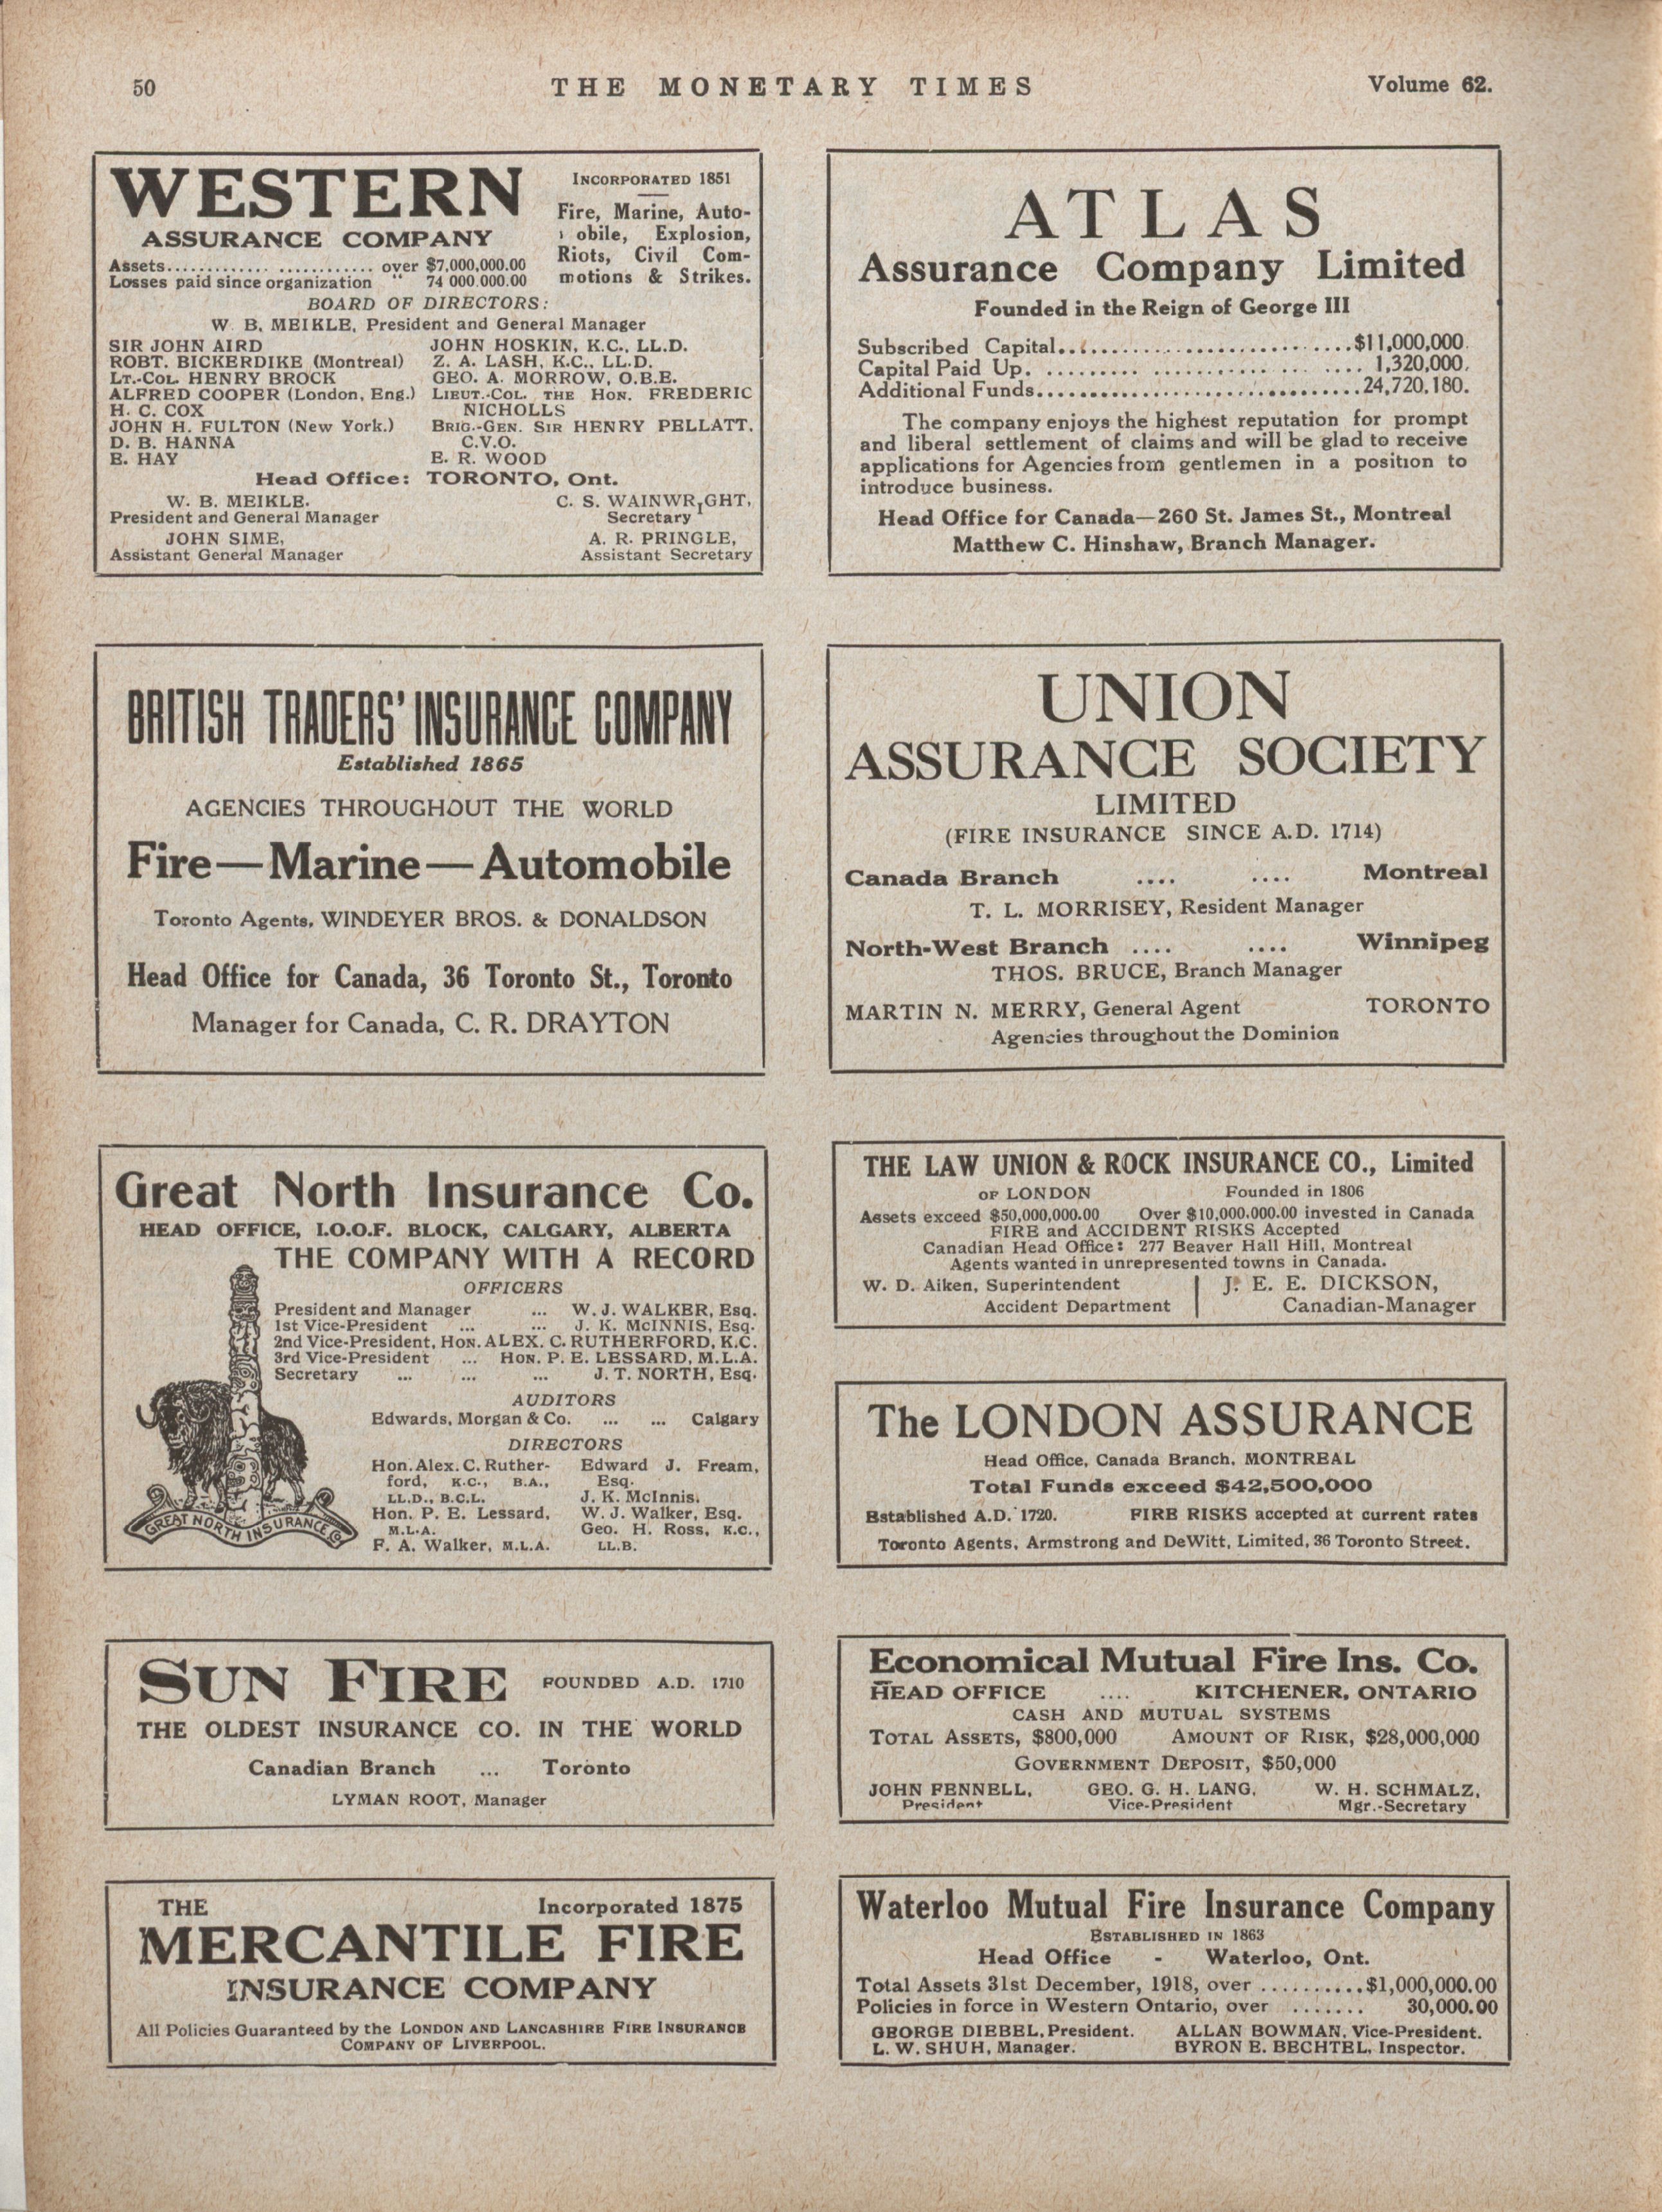 50
THE MONETARY TIMES
Volume 62.
WESTERN
ASSURANCE COMPANY
INCORPORATED 1851
Fire, Marine, Auto-
obile, Explosion,
Riots, Civil Com-
motions & Strikes.
Assets.......................... over $7,000,000.00
Losses paid since organization " 74 000.000.00
BOARD OF DIRECTORS:
W. B. MEIKLE, President and General Manager
SIR JOHN AIRD
ROBT. BICKERDIKE (Montreal)
LT.-COL. HENRY BROCK
ALFRED COOPER (London, Eng.)
H. C. COX
JOHN H. FULTON (New York.)
D. B. HANNA
E. HAY
JOHN HOSKIN, K.C., LL.D.
Z. A. LASH, K.C., LL.D.
GEO. A. MORROW, O.B.E.
LIEUT.-COL. THE HON. FREDERIC
NICHOLLS
BRIG.-GEN. SIR HENRY PELLATT,
C.V.O.
E. R. WOOD
Head Office: TORONTO, Ont.
W. B. MEIKLE.
President and General Manager
C. S. WAINWRIGHT,
Secretary
JOHN SIME,
Assistant General Manager
A. R. PRINGLE,
Assistant Secretary
ATLAS
Assurance Company Limited
Founded in the Reign of George III
Subscribed Capital..............................$11,000,000.
Capital Paid Up. ......... .............. .... 1,320,000.
Additional Funds................................24,720,180.
The company enjoys the highest reputation for prompt
and liberal settlement of claims and will be glad to receive
applications for Agencies from gentlemen in a position to
introduce business.
Head Office for Canada—260 St. James St., Montreal
Matthew C. Hinshaw, Branch Manager.
BRITISH TRADERS' INSURANCE COMPANY
Established 1865
AGENCIES THROUGHOUT THE WORLD
Fire—Marine—Automobile
Toronto Agents, WINDEYER BROS. & DONALDSON
Head Office for Canada, 36 Toronto St., Toronto
Manager for Canada, C. R. DRAYTON
UNION
ASSURANCE SOCIETY
LIMITED
(FIRE INSURANCE SINCE A.D. 1714)
Canada Branch .... .... Montreal
T. L. MORRISEY, Resident Manager
North-West Branch .... .... Winnipeg
THOS. BRUCE, Branch Manager
MARTIN N. MERRY, General Agent TORONTO
Agencies throughout the Dominion
Great North Insurance Co.
HEAD OFFICE, I.O.O.F. BLOCK, CALGARY, ALBERTA
THE COMPANY WITH A RECORD
OFFICERS
President and Manager ... W. J. WALKER, Esq.
1st Vice-President ... ... J. K. McINNIS, Esq.
2nd Vice-President, HON. ALEX. C. RUTHERFORD, K.C.
3rd Vice-President ... HON. P. E. LESSARD, M.L.A.
Secretary ... ... ... J. T. NORTH, Esq.
AUDITORS
Edwards, Morgan & Co. ... ... Calgary
DIRECTORS
Hon. Alex. C. Ruther-
ford, K.C., B.A.,
LL.D., B.C.L.
Hon. P. E. Lessard,
M.L.A.
F. A. Walker, M.L.A.
Edward J. Fream,
Esq.
J. K. McInnis.
W. J. Walker, Esq.
Geo. H. Ross, K.C.,
LL.B.
GREAT NORTH INSURANCE Co
THE LAW UNION & ROCK INSURANCE CO., Limited
OF LONDON Founded in 1806
Assets exceed $50,000,000.00 Over $10,000.000.00 invested in Canada
FIRE and ACCIDENT RISKS Accepted
Canadian Head Office: 277 Beaver Hall Hill, Montreal
Agents wanted in unrepresented towns in Canada.
W. D. Aiken, Superintendent
Accident Department
J. E. E. DICKSON,
Canadian-Manager
The LONDON ASSURANCE
Head Office, Canada Branch, MONTREAL
Total Funds exceed $42,500,000
Established A.D. 1720. FIRE RISKS accepted at current rates
Toronto Agents, Armstrong and DeWitt, Limited, 36 Toronto Street.
SUN FIRE FOUNDED A.D. 1710
THE OLDEST INSURANCE CO. IN THE WORLD
Canadian Branch ... Toronto
LYMAN ROOT, Manager
Economical Mutual Fire Ins. Co.
HEAD OFFICE .... KITCHENER, ONTARIO
CASH AND MUTUAL SYSTEMS
TOTAL ASSETS, $800,000 AMOUNT OF RISK, $28,000,000
GOVERNMENT DEPOSIT, $50,000
JOHN FENNELL, GEO. G. H. LANG, W. H. SCHMALZ,
President Vice-President Mgr.-Secretary
THE Incorporated 1875
MERCANTILE FIRE
INSURANCE COMPANY
All Policies Guaranteed by the LONDON AND LANCASHIRE FIRE INSURANCE
COMPANY OF LIVERPOOL.
Waterloo Mutual Fire Insurance Company
ESTABLISHED IN 1863
Head Office - Waterloo, Ont.
Total Assets 31st December, 1918, over ..........$1,000,000.00
Policies in force in Western Ontario, over ....... 30,000.00
GEORGE DIEBEL, President. ALLAN BOWMAN, Vice-President.
L. W. SHUH, Manager. BYRON E. BECHTEL, Inspector.